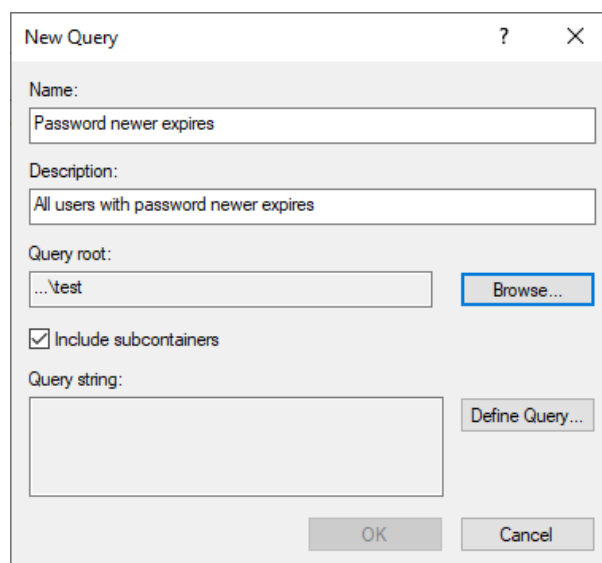 New Query
?
Name:
Password newer expires
Description:
All users with password newer expires
Query root:
...\test
Browse...
Include subcontainers
Query string:
Define Query...
OK
Cancel